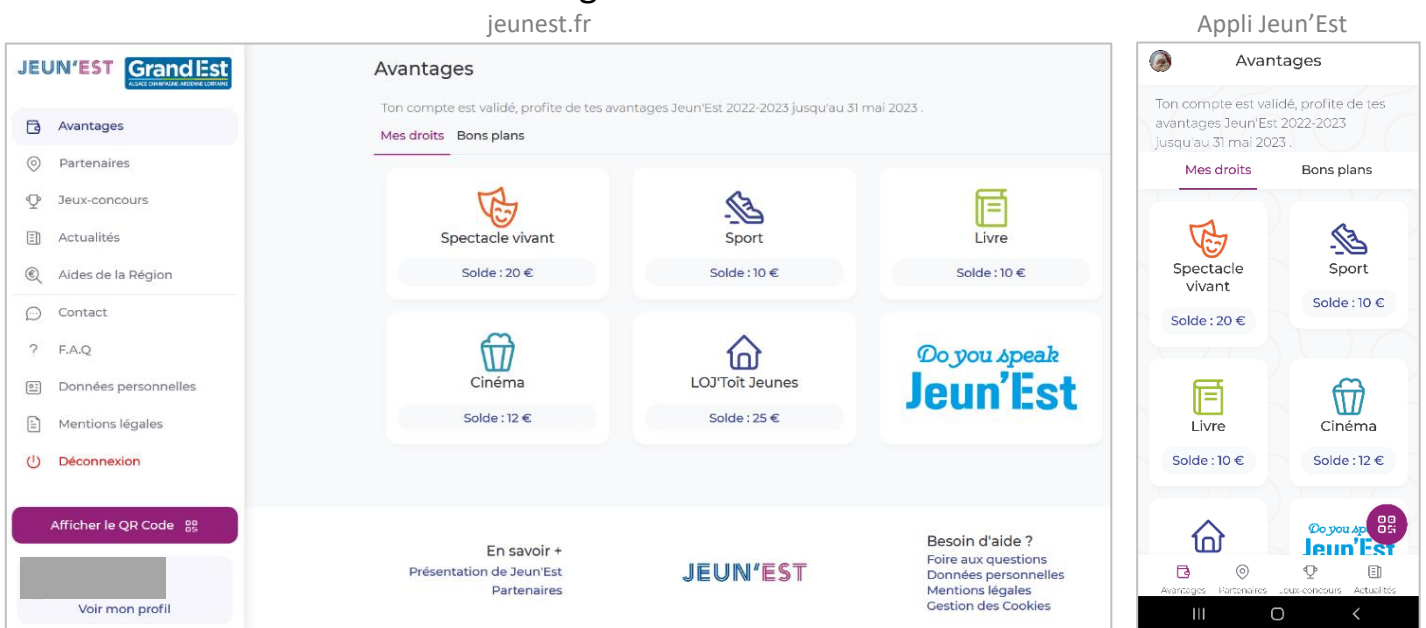 jeunest.fr
Appli Jeun’Est
JEUN'EST
Grand Est
ALSACE CHAMPAGNE-ARDENNE LORRAINE
Avantages
Partenaires
Jeux-concours
Actualités
Aides de la Région
Contact
? F.A.Q
Données personnelles
Mentions légales
Déconnexion
Afficher le QR Code
Voir mon profil
Avantages
Ton compte est validé, profite de tes avantages Jeun'Est 2022-2023 jusqu'au 31 mai 2023 .
Mes droits Bons plans
Spectacle vivant
Solde : 20 €
Sport
Solde : 10 €
Livre
Solde : 10 €
Cinéma
Solde : 12 €
LOJ'Toît Jeunes
Solde : 25 €
Do you speak
Jeun'Est
En savoir +
Présentation de Jeun'Est
Partenaires
JEUN'EST
Besoin d'aide ?
Foire aux questions
Données personnelles
Mentions légales
Gestion des Cookies
Avantages
Ton compte est validé, profite de tes
avantages Jeun'Est 2022-2023
jusqu'au 31 mai 2023 .
Mes droits Bons plans
Spectacle
vivant
Solde : 20 €
Sport
Solde : 10 €
Livre
Solde : 10 €
Cinéma
Solde : 12 €
Do you sp
Jeun'Est
Avantages Partenaires Jeux-concours Actualités